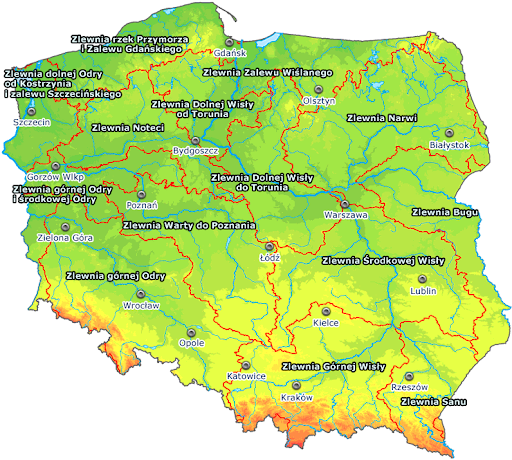 Zlewnia rzek Przymorza
i Zalewu Gdańskiego
Gdańsk
Zlewnia dolnej Odry
od Kostrzynia
i zalewu Szczecińskiego
Zlewnia Zalewu Wiślanego
Olsztyn
Zlewnia Dolnej Wisły
od Torunia
Szczecin
Zlewnia Noteci
Zlewnia Narwi
Białystok
Bydgoszcz
Gorzów Wlkp
Zlewnia Dolnej Wisły
do Torunia
Zlewnia górnej Odry
i środkowej Odry
Poznań
Warszawa
Zlewnia Bugu
Zlewnia Warty do Poznania
Zielona Góra
Łódź
Zlewnia Środkowej Wisły
Zlewnia górnej Odry
Lublin
Wrocław
Kielce
Opole
Zlewnia Górnej Wisły
Katowice
Rzeszów
Kraków
Zlewnia Sanu